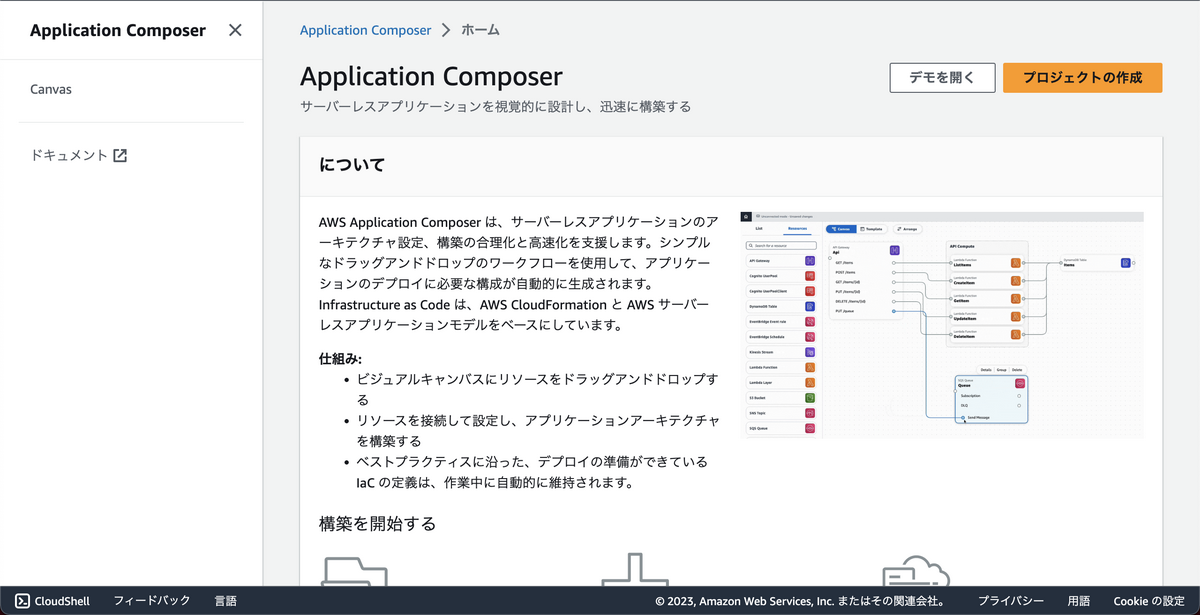 Application Composer
Canvas
ドキュメント
Application Composer
ホーム
Application Composer
サーバーレスアプリケーションを視覚的に設計し、迅速に構築する
デモを開く
プロジェクトの作成
について
AWS Application Composer は、サーバーレスアプリケーションのア
ーキテクチャ設定、構築の合理化と高速化を支援します。シンプル
なドラッグアンドドロップのワークフローを使用して、アプリケー
ションのデプロイに必要な構成が自動的に生成されます。
Infrastructure as Code は、AWS CloudFormation と AWS サーバー
レスアプリケーションモデルをベースにしています。
仕組み:
• ビジュアルキャンバスにリソースをドラッグアンドドロップす
る
• リソースを接続して設定し、アプリケーションアーキテクチャ
を構築する
• ベストプラクティスに沿った、デプロイの準備ができている
IaC の定義は、作業中に自動的に維持されます。
List
Resources
Canvas
Template
Arrange
Search for a resource
API Gateway
Cognito UserPool
Cognito UserPoolClient
DynamoDB Table
EventBridge Event rule
EventBridge Schedule
Kinesis Stream
Lambda Function
Lambda Layer
S3 Bucket
SNS Topic
SQS Queue
API Gateway
Api
GET /items
POST /items
GET /items/{id}
PUT /items/{id}
DELETE /items/{id}
PUT /queue
API Compute
Lambda Function
ListItems
Lambda Function
CreateItem
Lambda Function
GetItem
Lambda Function
UpdateItem
Lambda Function
DeleteItem
DynamoDB Table
Items
Details
Group
Delete
SQS Queue
Queue
Subscription
DLQ
Send Message
構築を開始する
CloudShell
フィードバック
言語
© 2023, Amazon Web Services, Inc. またはその関連会社。
プライバシー
用語
Cookie の設定